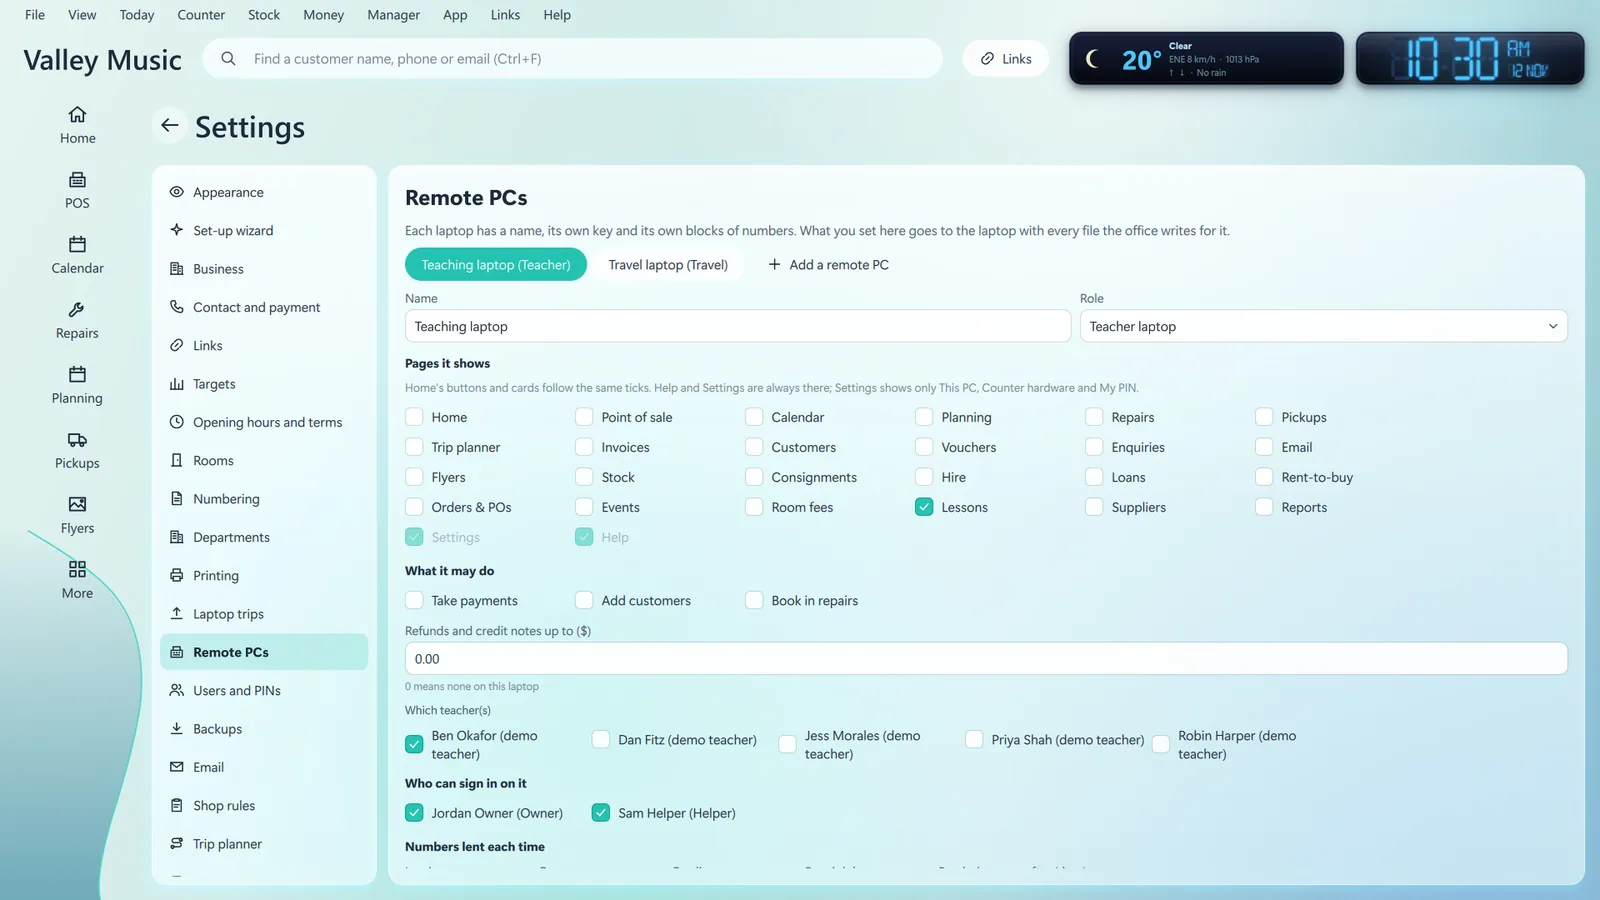 File View Today Counter Stock Money Manager App Links Help
Valley Music
Find a customer name, phone or email (Ctrl+F)
Links
20°
Clear
ENE 8 km/h · 1013 hPa
↑ ↓ · No rain
10:30 AM
12 NOV
Home
POS
Calendar
Repairs
Planning
Pickups
Flyers
More
Settings
Appearance
Set-up wizard
Business
Contact and payment
Links
Targets
Opening hours and terms
Rooms
Numbering
Departments
Printing
Laptop trips
Remote PCs
Users and PINs
Backups
Email
Shop rules
Trip planner
Remote PCs
Each laptop has a name, its own key and its own blocks of numbers. What you set here goes to the laptop with every file the office writes for it.
Teaching laptop (Teacher) Travel laptop (Travel) + Add a remote PC
Name Role
Teaching laptop Teacher laptop
Pages it shows
Home's buttons and cards follow the same ticks. Help and Settings are always there; Settings shows only This PC, Counter hardware and My PIN.
Home Point of sale Calendar Planning Repairs Pickups
Trip planner Invoices Customers Vouchers Enquiries Email
Flyers Stock Consignments Hire Loans Rent-to-buy
Orders & POs Events Room fees Lessons Suppliers Reports
Settings Help
What it may do
Take payments Add customers Book in repairs
Refunds and credit notes up to ($)
0.00
0 means none on this laptop
Which teacher(s)
Ben Okafor (demo teacher) Dan Fitz (demo teacher) Jess Morales (demo teacher) Priya Shah (demo teacher) Robin Harper (demo teacher)
Who can sign in on it
Jordan Owner (Owner) Sam Helper (Helper)
Numbers lent each time